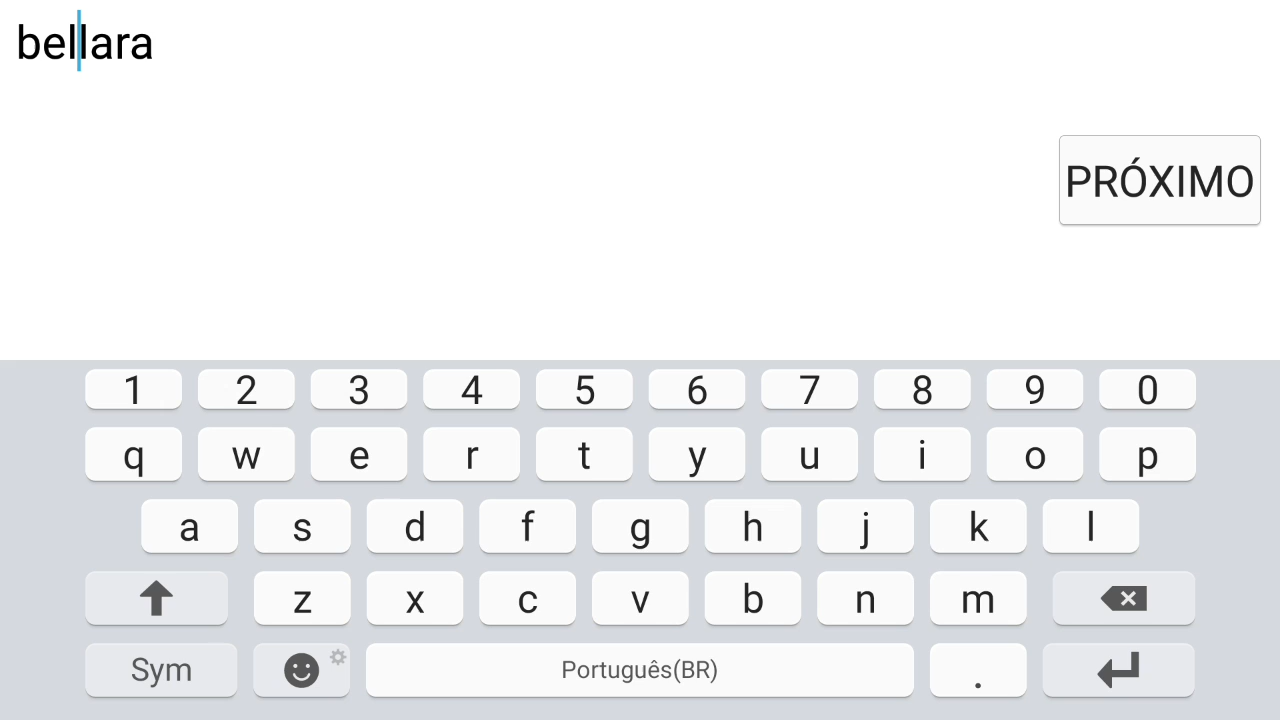 bellara
PRÓXIMO
1 2 3 4 5 6 7 8 9 0
q w e r t y u i o p
a s d f g h j k l
z x c v b n m
Sym Português(BR) .